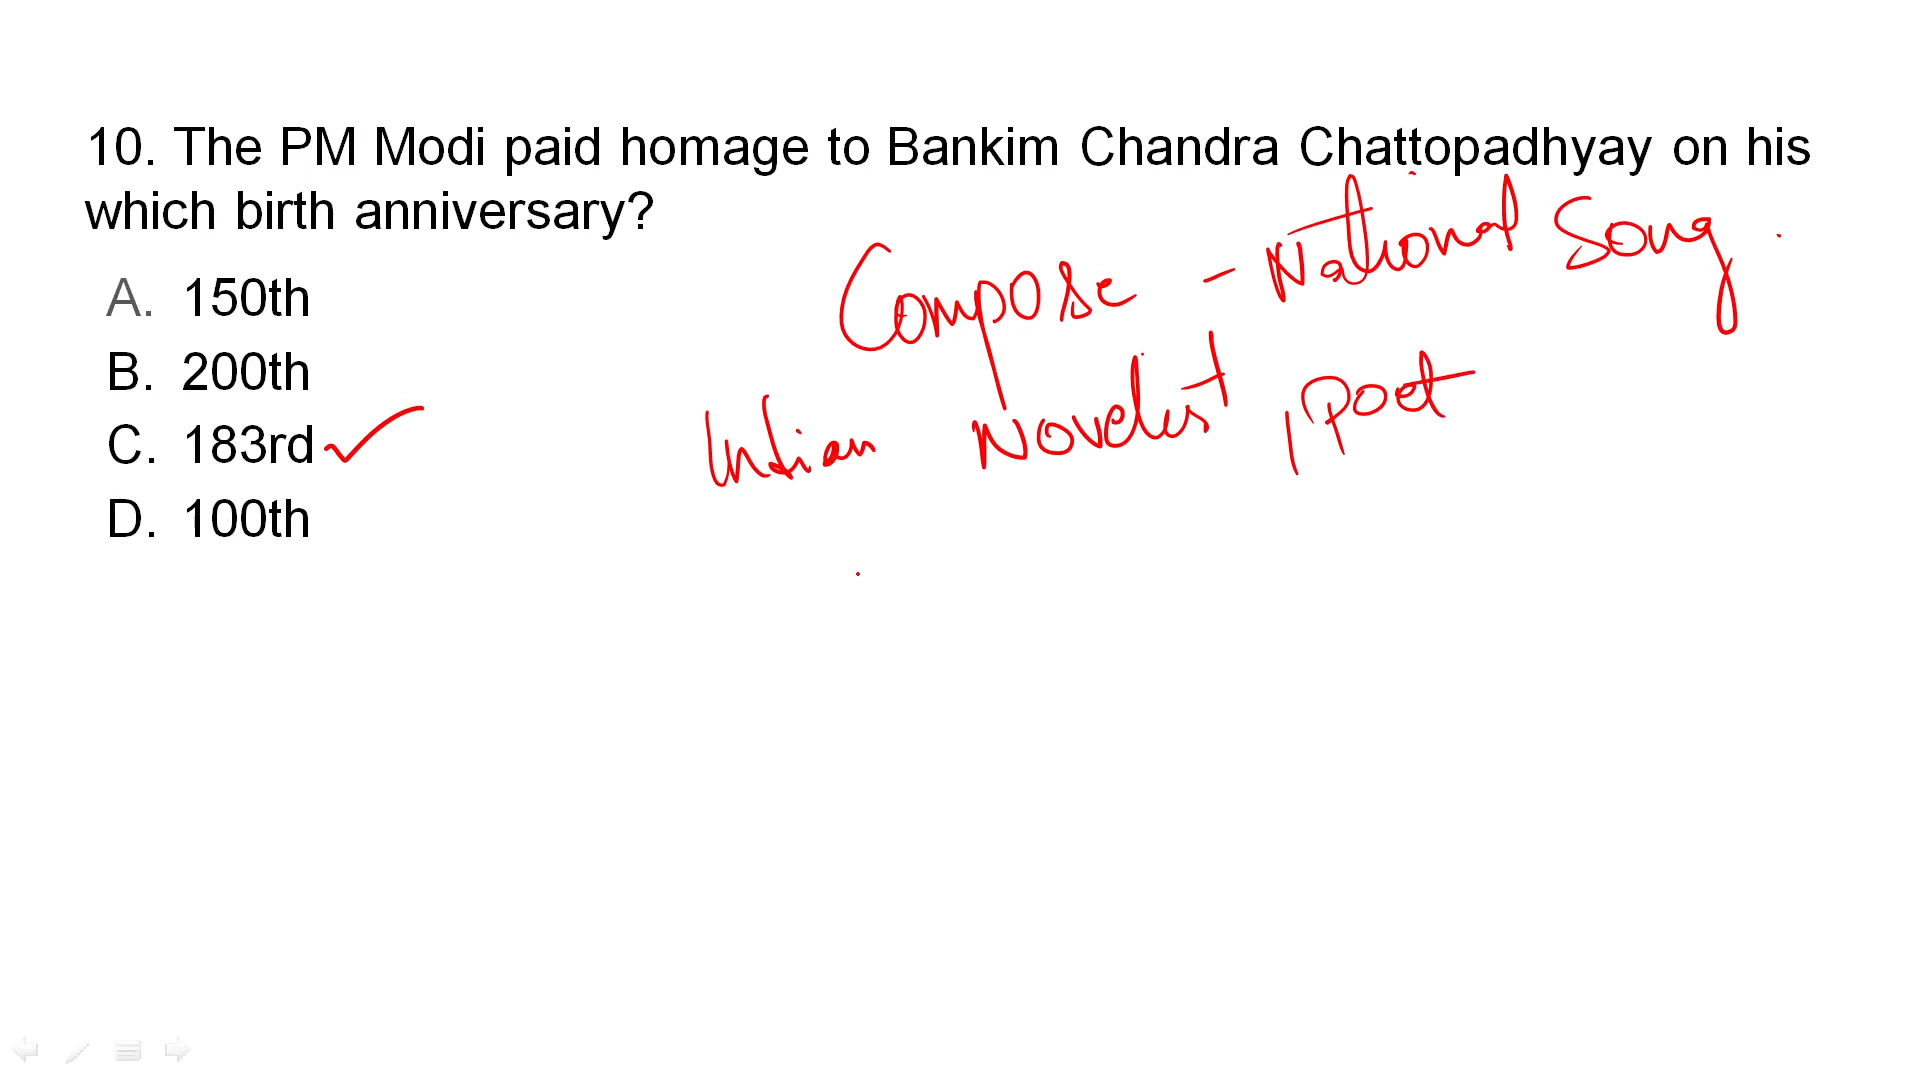 10. The PM Modi paid homage to Bankim Chandra Chattopadhyay on his
which birth anniversary?
Compose - National Song
A. 150th
B. 200th
Indian Novelist, Poet
C. 183rd
D. 100th